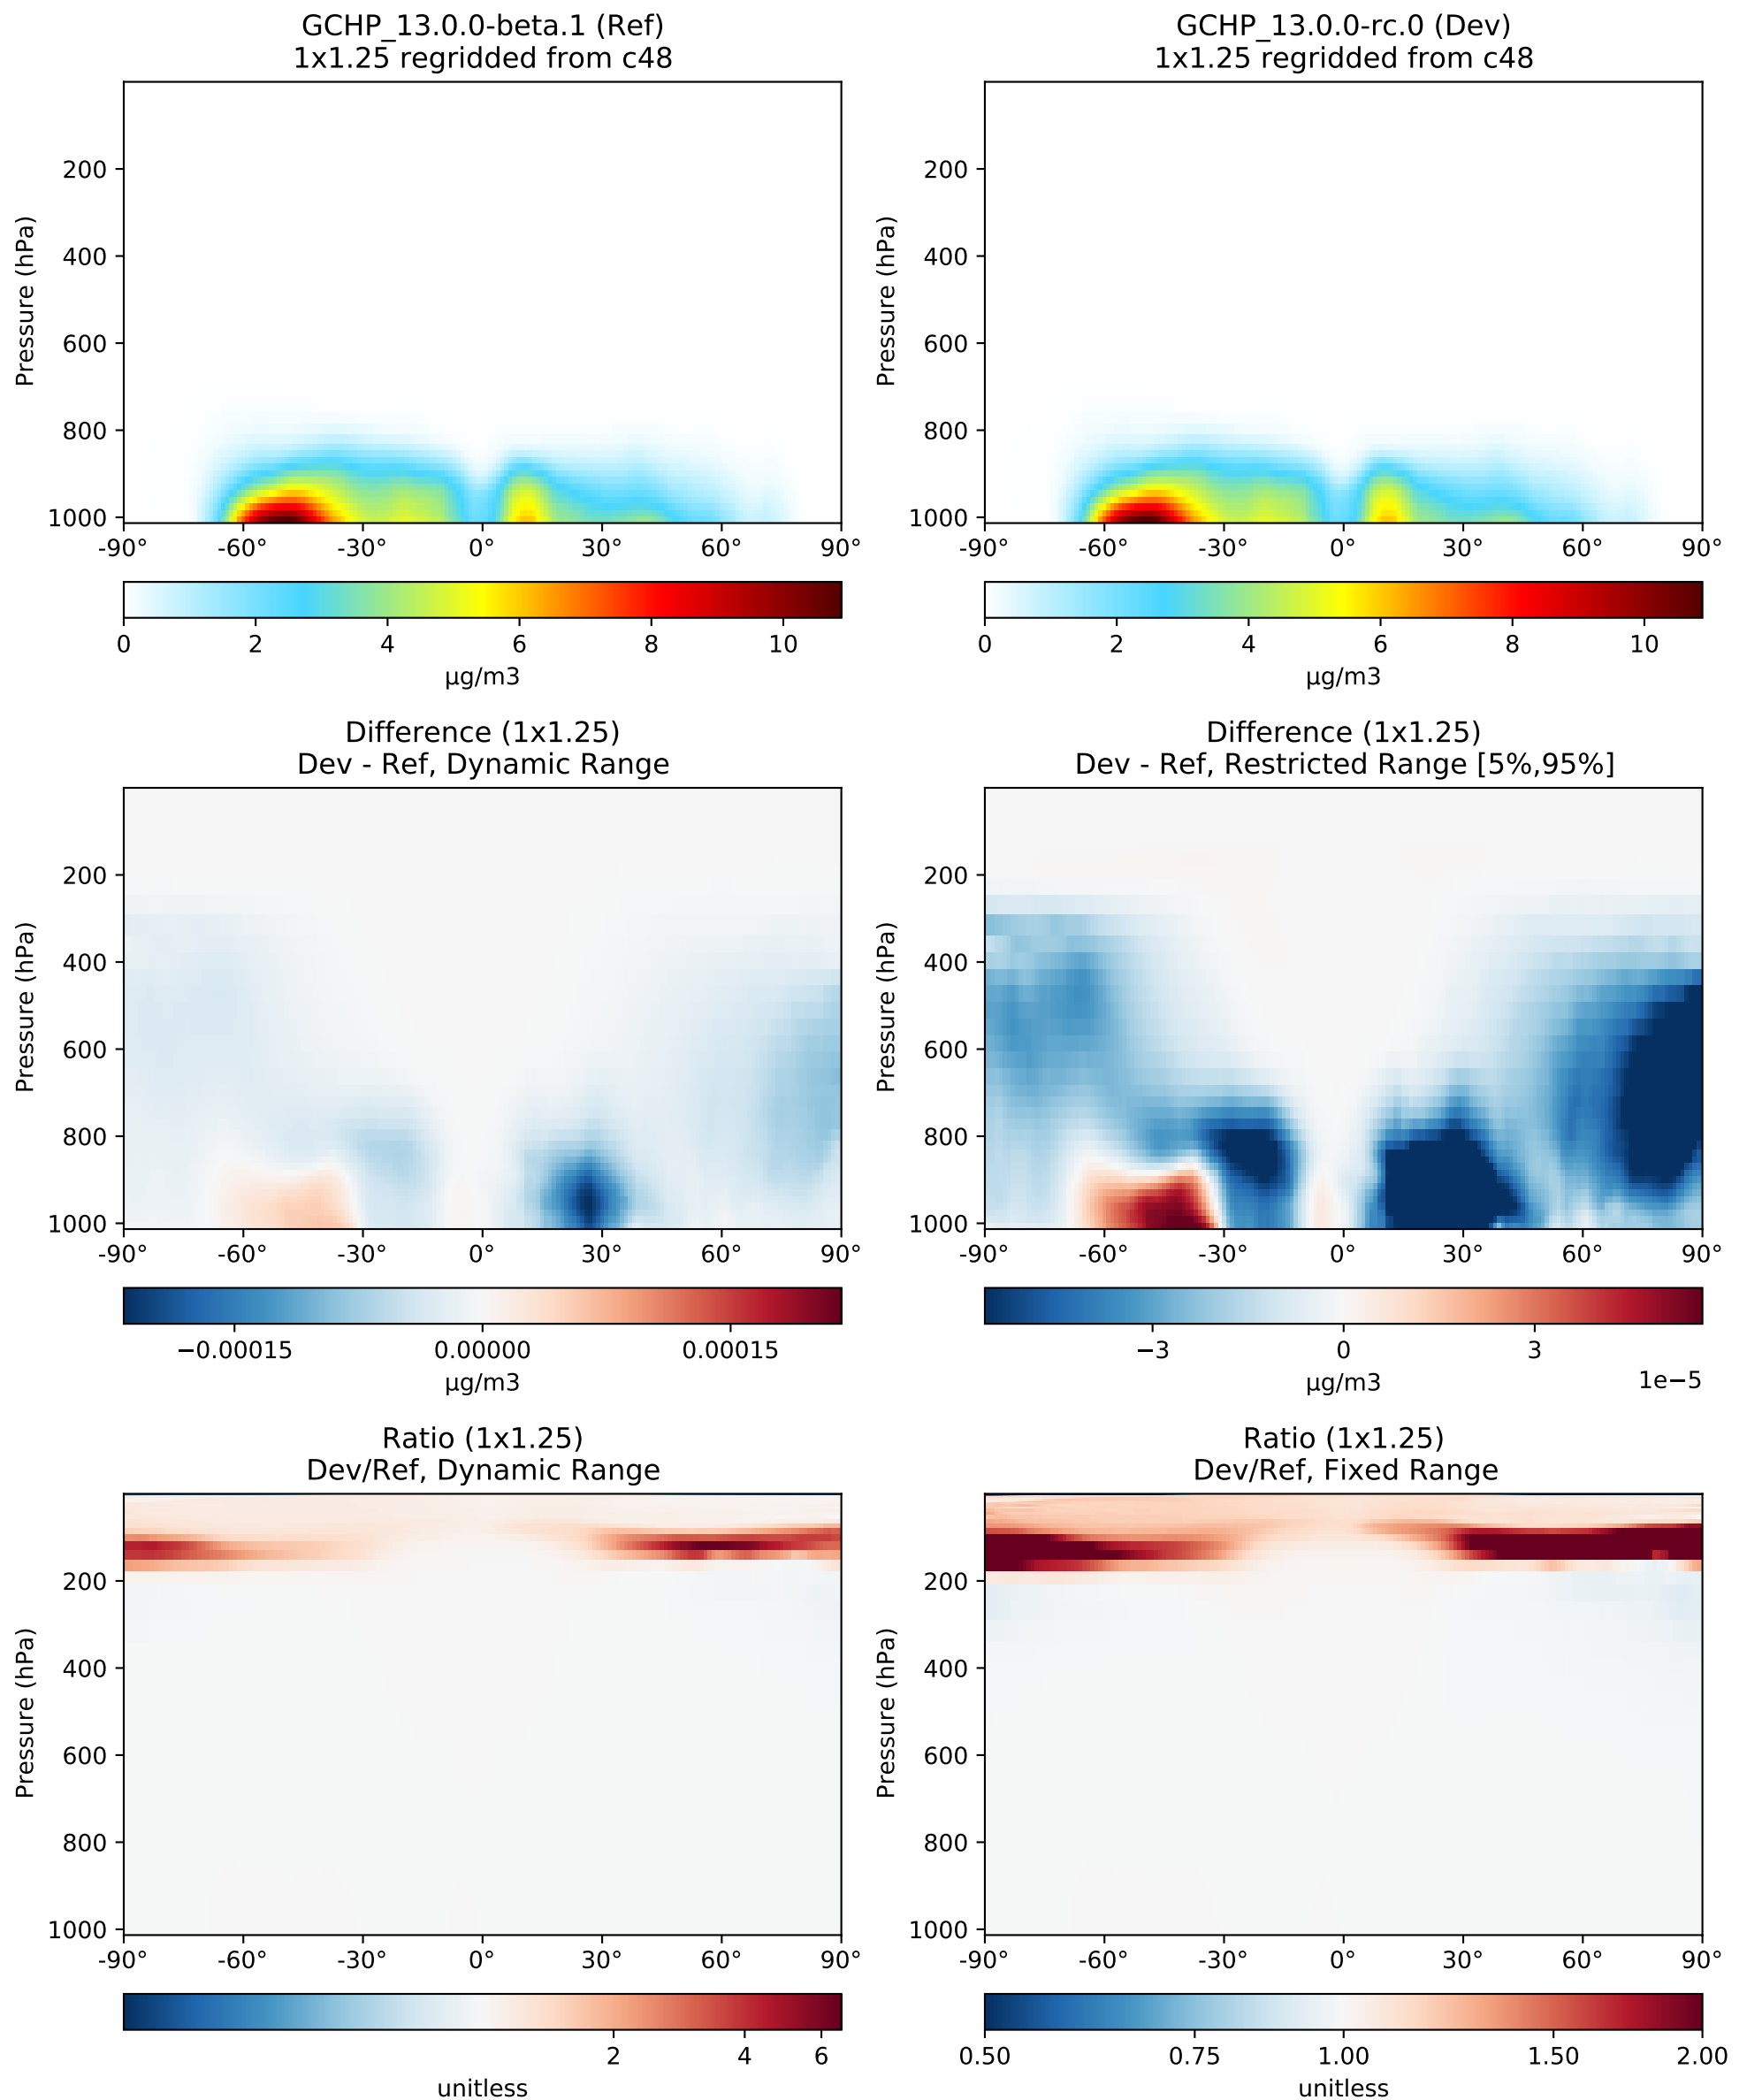 GCHP_13.0.0-beta.1 (Ref)
1x1.25 regridded from c48
Pressure (hPa)
200
400
600
800
1000
-90° -60° -30° 0° 30° 60° 90°
0 2 4 6 8 10
µg/m3
GCHP_13.0.0-rc.0 (Dev)
1x1.25 regridded from c48
Pressure (hPa)
200
400
600
800
1000
-90° -60° -30° 0° 30° 60° 90°
0 2 4 6 8 10
µg/m3
Difference (1x1.25)
Dev - Ref, Dynamic Range
Pressure (hPa)
200
400
600
800
1000
-90° -60° -30° 0° 30° 60° 90°
−0.00015 0.00000 0.00015
µg/m3
Difference (1x1.25)
Dev - Ref, Restricted Range [5%,95%]
Pressure (hPa)
200
400
600
800
1000
-90° -60° -30° 0° 30° 60° 90°
−3 0 3
µg/m3 1e−5
Ratio (1x1.25)
Dev/Ref, Dynamic Range
Pressure (hPa)
200
400
600
800
1000
-90° -60° -30° 0° 30° 60° 90°
2 4 6
unitless
Ratio (1x1.25)
Dev/Ref, Fixed Range
Pressure (hPa)
200
400
600
800
1000
-90° -60° -30° 0° 30° 60° 90°
0.50 0.75 1.00 1.50 2.00
unitless